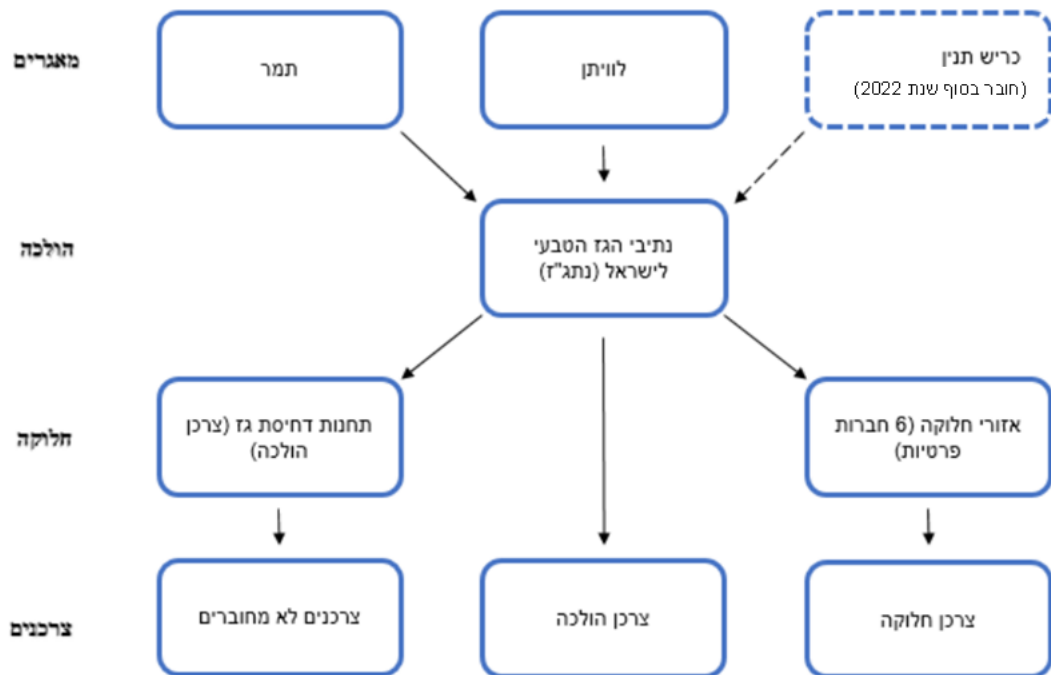 מאגרים
כריש תנין
(חובר בסוף שנת 2022)
לוויתן
תמר
הולכה
נתיבי הגז הטבעי
לישראל (נתג"ז)
חלוקה
אזורי חלוקה (6 חברות
פרטיות)
תחנות דחיסת גז (צרכן
הולכה)
צרכנים
צרכן חלוקה
צרכן הולכה
צרכנים לא מחוברים